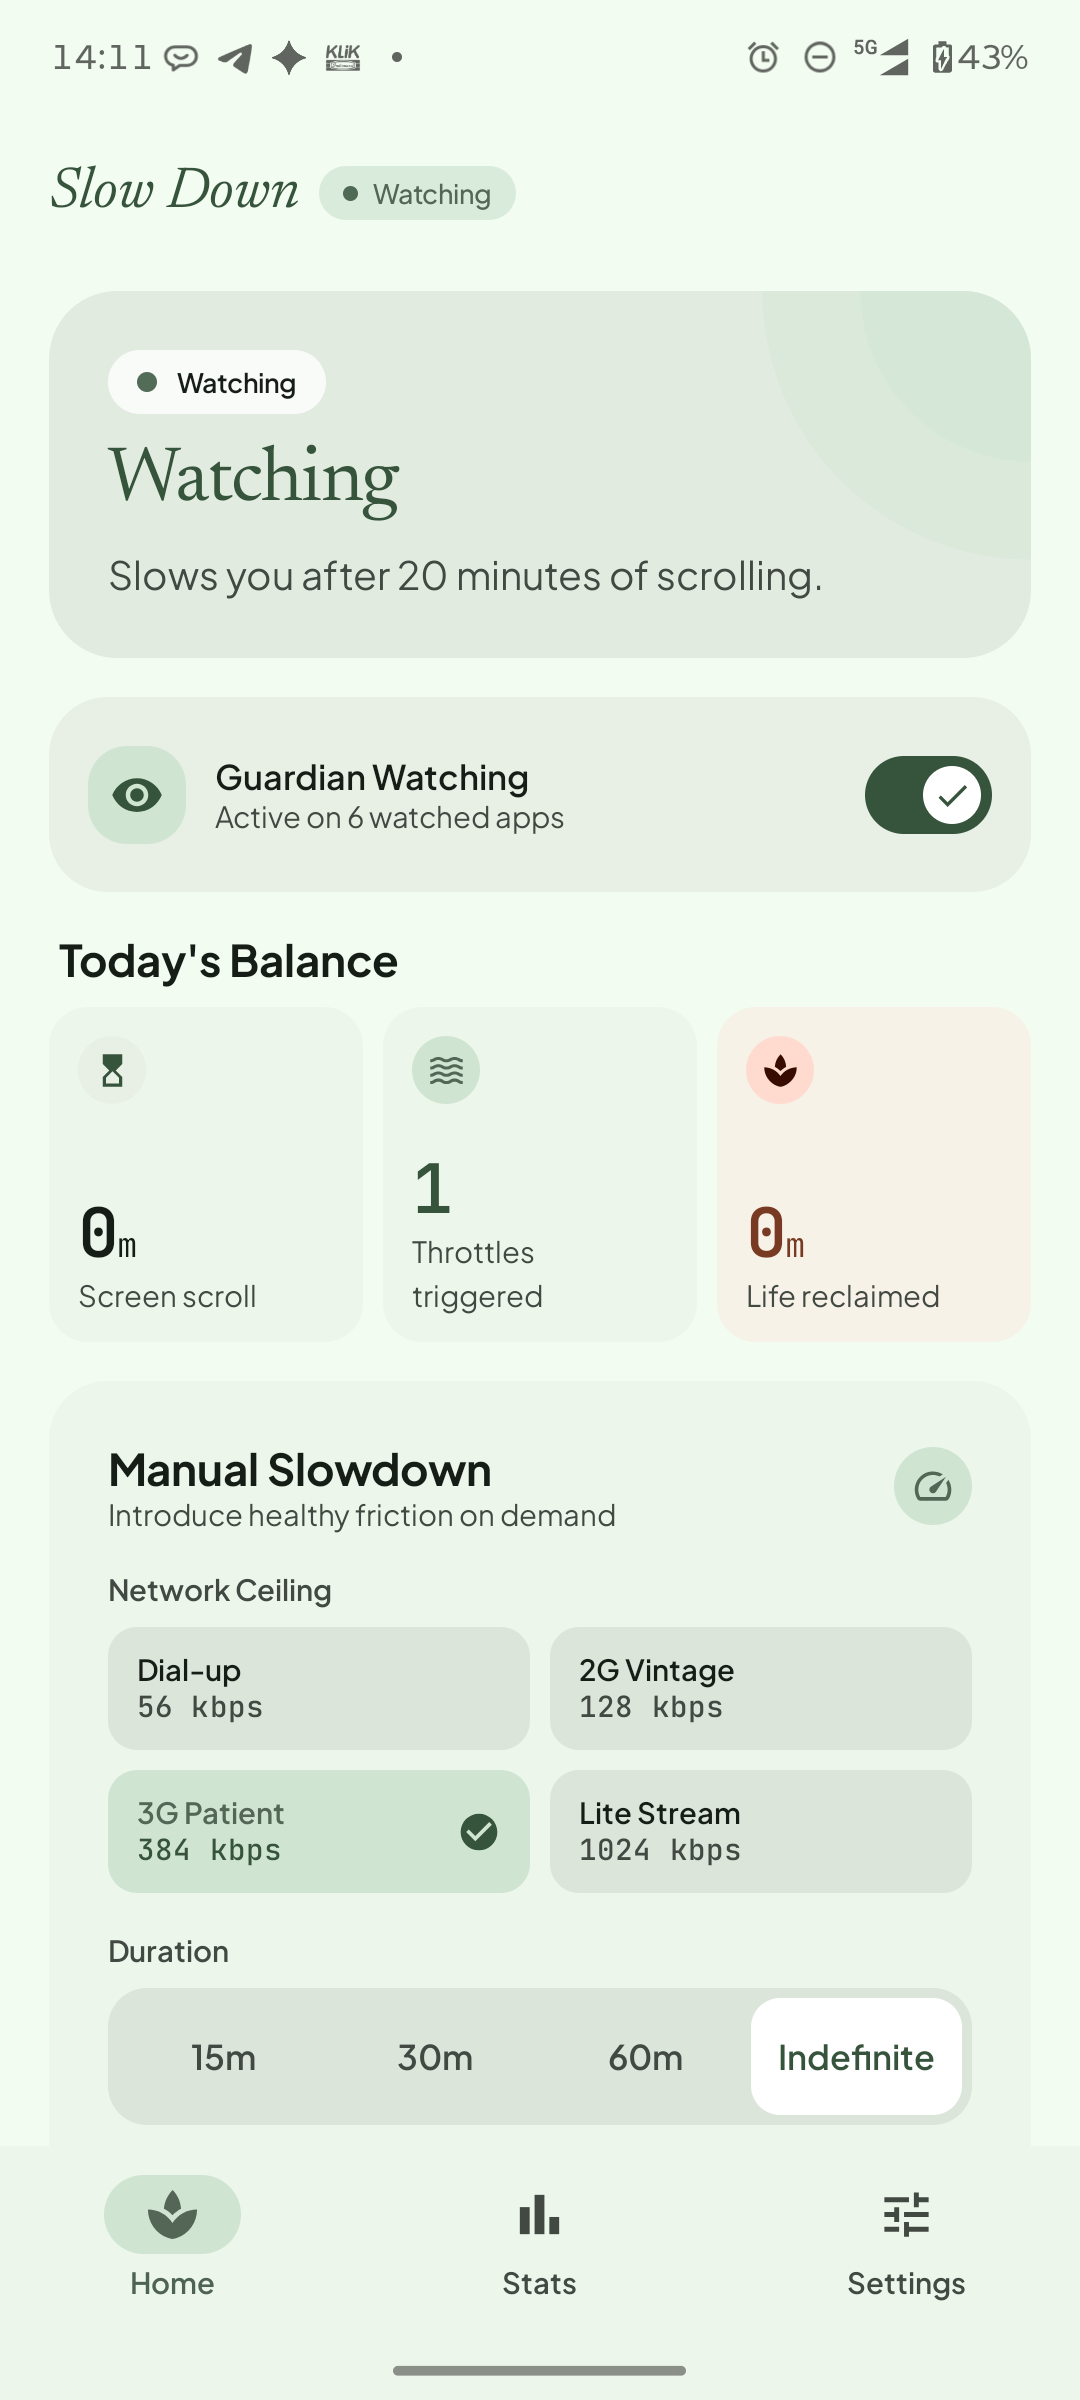 14:11
KLiK
5G
43%
Slow Down
Watching
Watching
Watching
Slows you after 20 minutes of scrolling.
Guardian Watching
Active on 6 watched apps
Today's Balance
0m
Screen scroll
1
Throttles
triggered
0m
Life reclaimed
Manual Slowdown
Introduce healthy friction on demand
Network Ceiling
Dial-up
56 kbps
2G Vintage
128 kbps
3G Patient
384 kbps
Lite Stream
1024 kbps
Duration
15m
30m
60m
Indefinite
Home
Stats
Settings